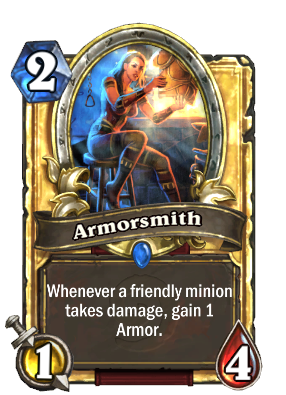 2
Armorsmith
Whenever a friendly minion
takes damage, gain 1
Armor.
1
4